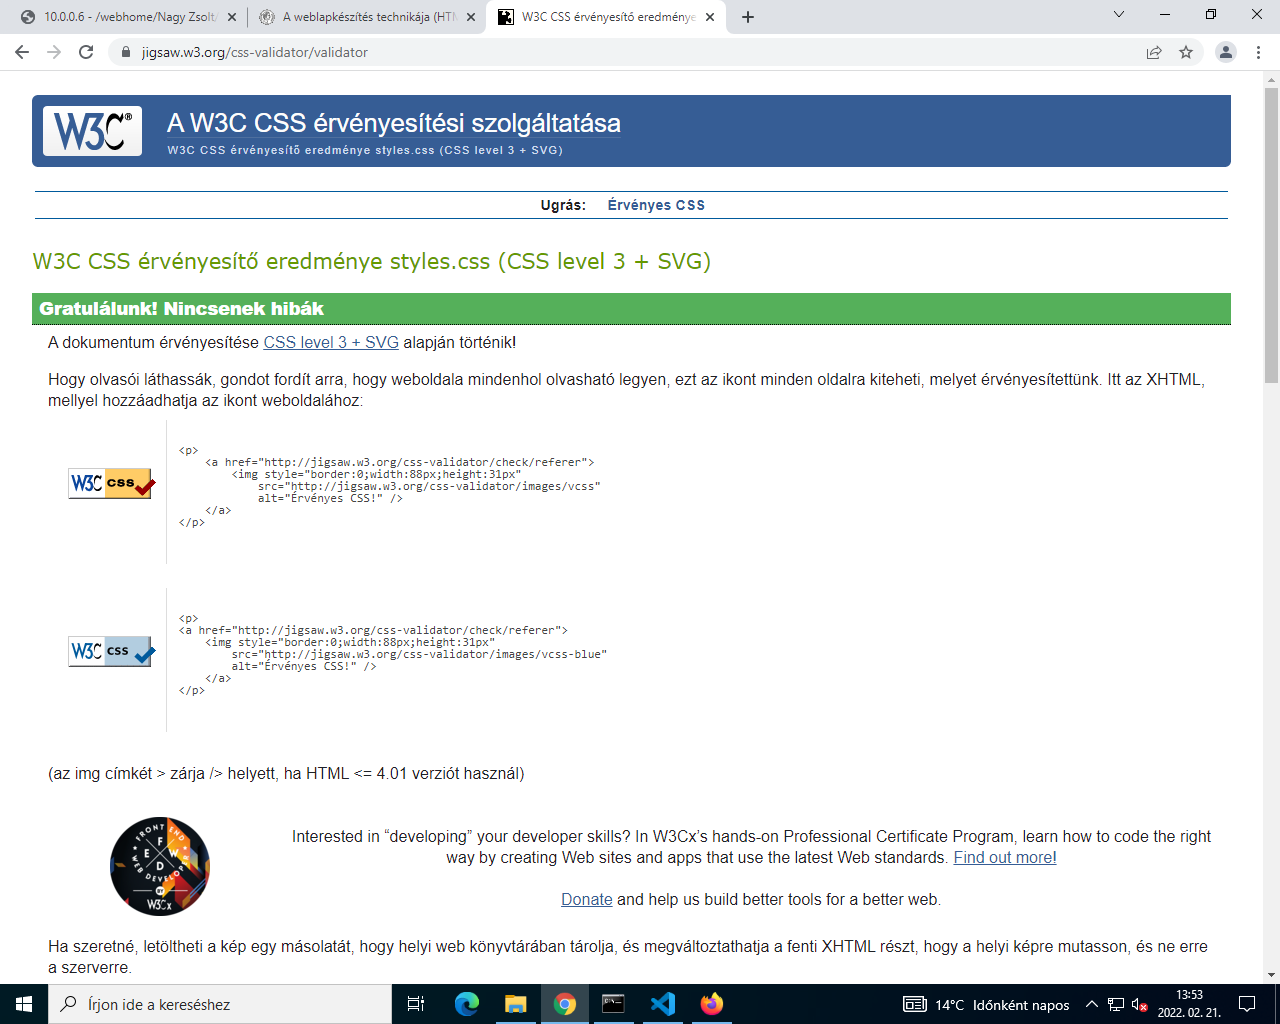 10.0.0.6 - /webhome/Nagy Zsolt/
A weblapkészítés technikája (HTM
W3C CSS érvényesítő eredménye
jigsaw.w3.org/css-validator/validator
W3C®
A W3C CSS érvényesítési szolgáltatása
W3C CSS érvényesítő eredménye styles.css (CSS level 3 + SVG)
Ugrás: Érvényes CSS
W3C CSS érvényesítő eredménye styles.css (CSS level 3 + SVG)
Gratulálunk! Nincsenek hibák
A dokumentum érvényesítése CSS level 3 + SVG alapján történik!
Hogy olvasói láthassák, gondot fordít arra, hogy weboldala mindenhol olvasható legyen, ezt az ikont minden oldalra kiteheti, melyet érvényesítettünk. Itt az XHTML,
mellyel hozzáadhatja az ikont weboldalához:
W3C CSS
<p>
<a href="http://jigsaw.w3.org/css-validator/check/referer">
<img style="border:0;width:88px;height:31px"
src="http://jigsaw.w3.org/css-validator/images/vcss"
alt="Érvényes CSS!" />
</a>
</p>
W3C CSS
<p>
<a href="http://jigsaw.w3.org/css-validator/check/referer">
<img style="border:0;width:88px;height:31px"
src="http://jigsaw.w3.org/css-validator/images/vcss-blue"
alt="Érvényes CSS!" />
</a>
</p>
(az img címkét > zárja /> helyett, ha HTML <= 4.01 verziót használ)
FRONT END
F
E W
D
WEB DEVELOPER
BY
W3Cx
Interested in “developing” your developer skills? In W3Cx’s hands-on Professional Certificate Program, learn how to code the right
way by creating Web sites and apps that use the latest Web standards. Find out more!
Donate and help us build better tools for a better web.
Ha szeretné, letöltheti a kép egy másolatát, hogy helyi web könyvtárában tárolja, és megváltoztathatja a fenti XHTML részt, hogy a helyi képre mutasson, és ne erre
a szerverre.
Írjon ide a kereséshez
14°C Időnként napos
13:53
2022. 02. 21.